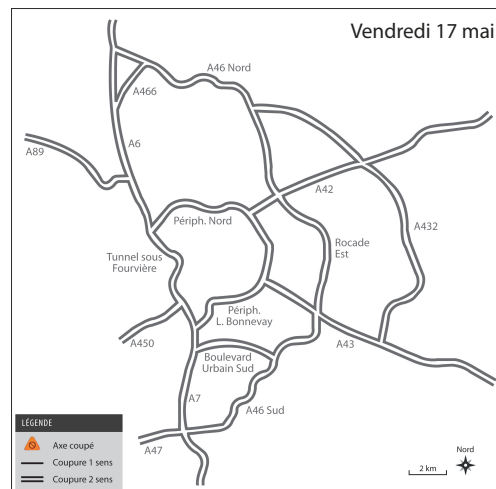 Vendredi 17 mai
A46 Nord
A466
A6
A89
A42
Périph. Nord
A432
Rocade
Est
Tunnel sous
Fourvière
Périph.
L. Bonnevay
A450
A43
Boulevard
Urbain Sud
A7
A46 Sud
A47
LÉGENDE
Axe coupé
Coupure 1 sens
Coupure 2 sens
Nord
2 km